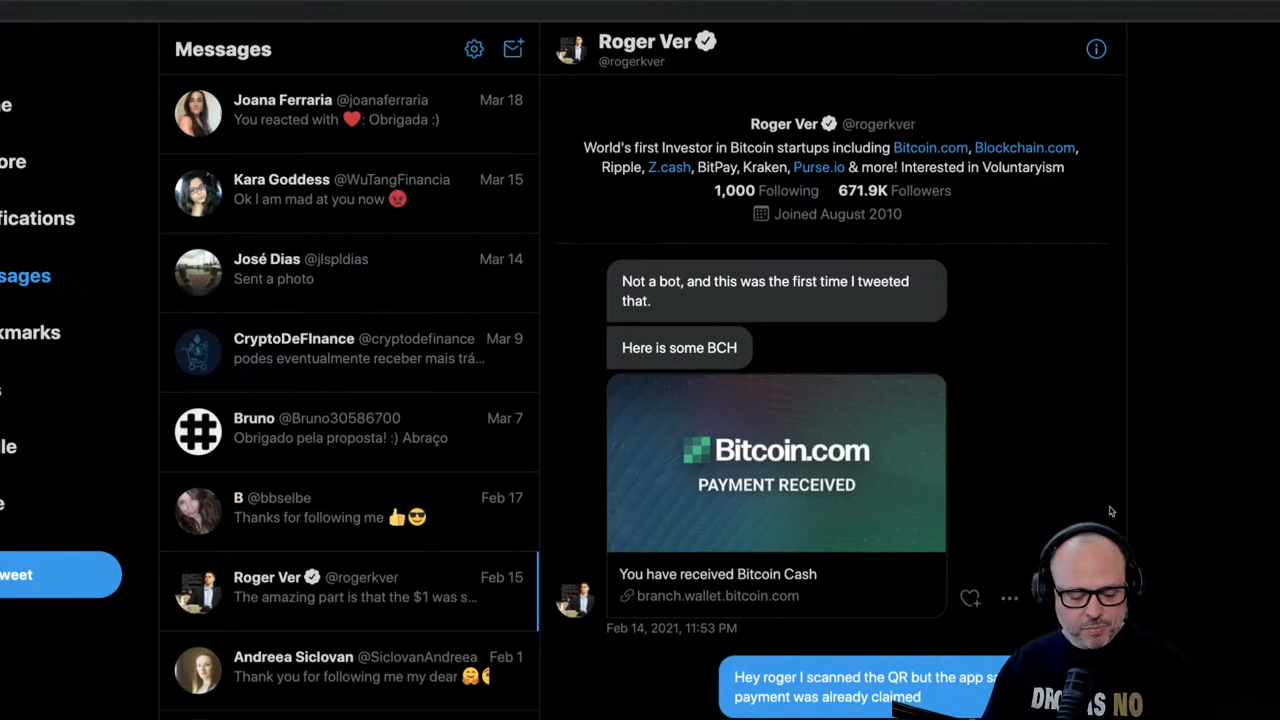 me
ore
fications
sages
kmarks
s
le
e
weet
Messages
Joana Ferraria @joanaferraria Mar 18
You reacted with ❤️: Obrigada :)
Kara Goddess @WuTangFinancia Mar 15
Ok I am mad at you now 😡
José Dias @jlspldias Mar 14
Sent a photo
CryptoDeFInance @cryptodefinance Mar 9
podes eventualmente receber mais trá...
Bruno @Bruno30586700 Mar 7
Obrigado pela proposta! :) Abraço
B @bbselbe Feb 17
Thanks for following me 👍😎
Roger Ver @rogerkver Feb 15
The amazing part is that the $1 was s...
Andreea Siclovan @SiclovanAndreea Feb 1
Thank you for following me my dear 🤗
Roger Ver
@rogerkver
Roger Ver @rogerkver
World's first Investor in Bitcoin startups including Bitcoin.com, Blockchain.com,
Ripple, Z.cash, BitPay, Kraken, Purse.io & more! Interested in Voluntaryism
1,000 Following 671.9K Followers
Joined August 2010
Not a bot, and this was the first time I tweeted
that.
Here is some BCH
Bitcoin.com
PAYMENT RECEIVED
You have received Bitcoin Cash
branch.wallet.bitcoin.com
Feb 14, 2021, 11:53 PM
Hey roger I scanned the QR but the app sa
payment was already claimed
NO